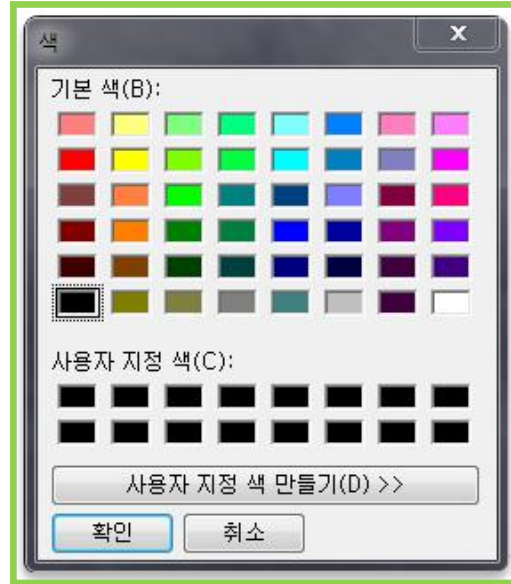 색
기본 색(B):
사용자 지정 색(C):
사용자 지정 색 만들기(D) >>
확인 취소